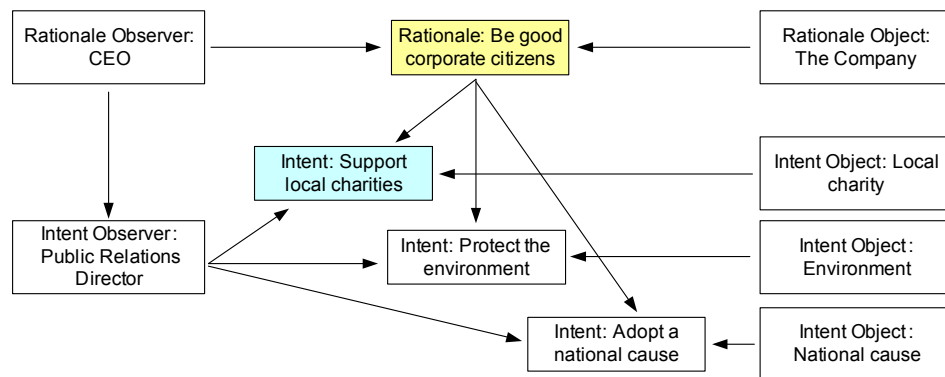 Rationale Observer:
CEO
Rationale: Be good
corporate citizens
Rationale Object:
The Company
Intent: Support
local charities
Intent Object: Local
charity
Intent Observer:
Public Relations
Director
Intent: Protect the
environment
Intent Object:
Environment
Intent: Adopt a
national cause
Intent Object:
National cause